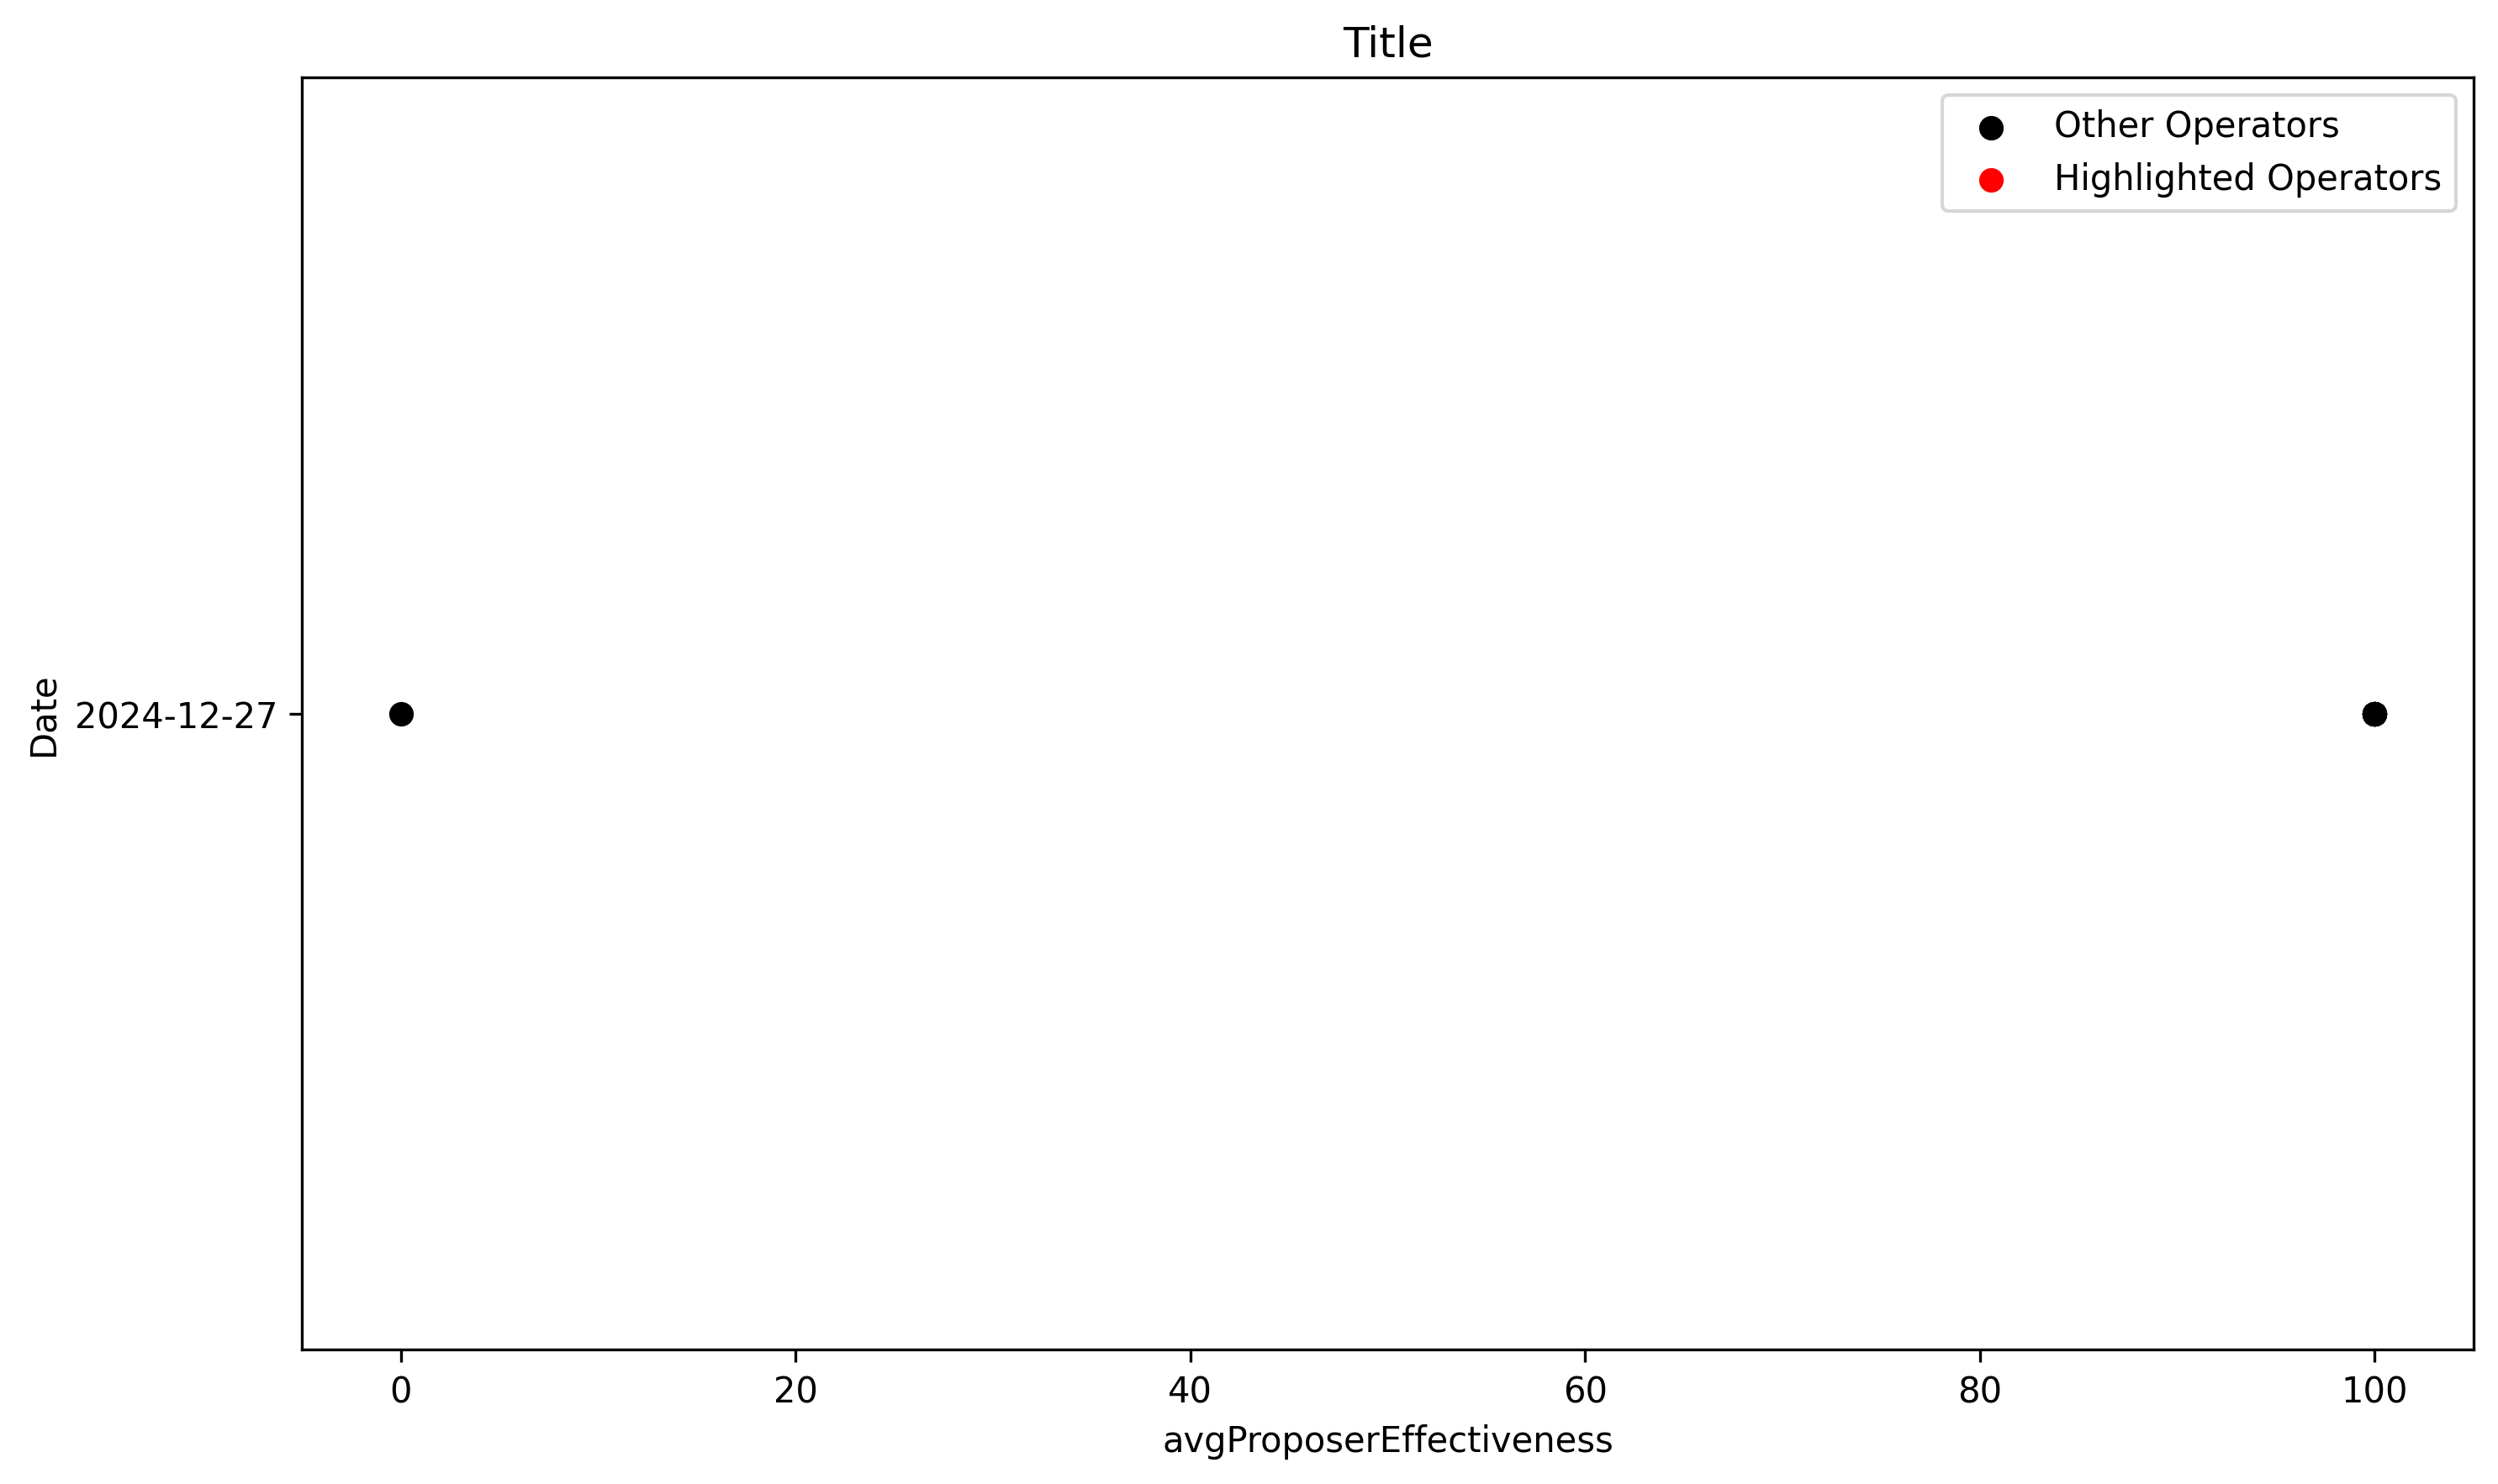 Title
Other Operators
Highlighted Operators
Date
2024-12-27
0 20 40 60 80 100
avgProposerEffectiveness